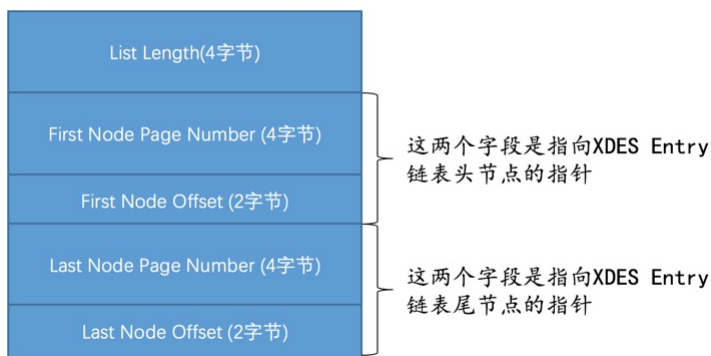 List Length(4字节)
First Node Page Number (4字节)
这两个字段是指向XDES Entry
链表头节点的指针
First Node Offset (2字节)
Last Node Page Number (4字节)
这两个字段是指向XDES Entry
链表尾节点的指针
Last Node Offset (2字节)